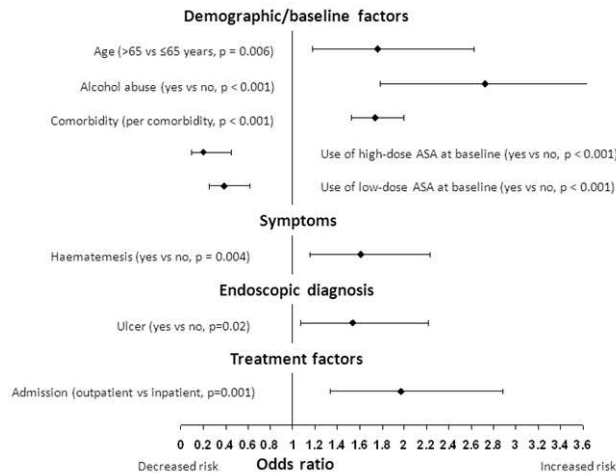 Demographic/baseline factors
Age (>65 vs ≤65 years, p = 0.006)
Alcohol abuse (yes vs no, p < 0.001)
Comorbidity (per comorbidity, p < 0.001)
Use of high-dose ASA at baseline (yes vs no, p < 0.001)
Use of low-dose ASA at baseline (yes vs no, p < 0.001)
Symptoms
Haematemesis (yes vs no, p = 0.004)
Endoscopic diagnosis
Ulcer (yes vs no, p=0.02)
Treatment factors
Admission (outpatient vs inpatient, p=0.001)
0 0.2 0.4 0.6 0.8 1 1.2 1.4 1.6 1.8 2 2.2 2.4 2.6 2.8 3 3.2 3.4 3.6
Decreased risk Odds ratio Increased risk